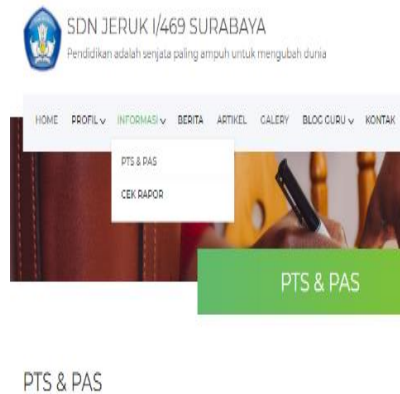 SDN JERUK I/469 SURABAYA
Pendidikan adalah senjata paling ampuh untuk mengubah dunia
HOME PROFIL INFORMASI BERITA ARTIKEL GALERY BLOG GURU KONTAK
PTS & PAS
CEK RAPOR
PTS & PAS
PTS & PAS